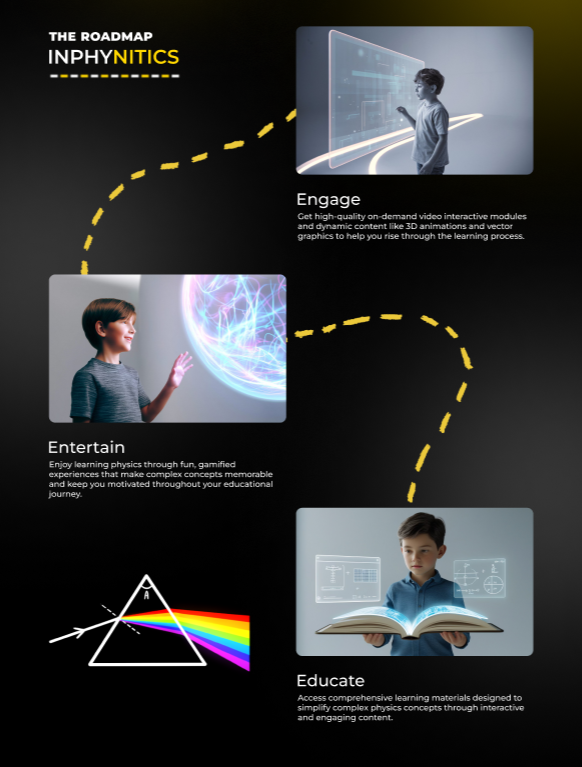 THE ROADMAP
INPHYNITICS
Engage
Get high-quality on-demand video interactive modules
and dynamic content like 3D animations and vector
graphics to help you rise through the learning process.
Entertain
Enjoy learning physics through fun, gamified
experiences that make complex concepts memorable
and keep you motivated throughout your educational
journey.
A
Educate
Access comprehensive learning materials designed to
simplify complex physics concepts through interactive
and engaging content.